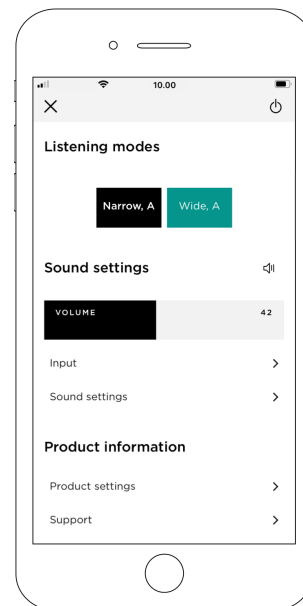 10.00
Listening modes
Narrow, A Wide, A
Sound settings
VOLUME 42
Input
Sound settings
Product information
Product settings
Support